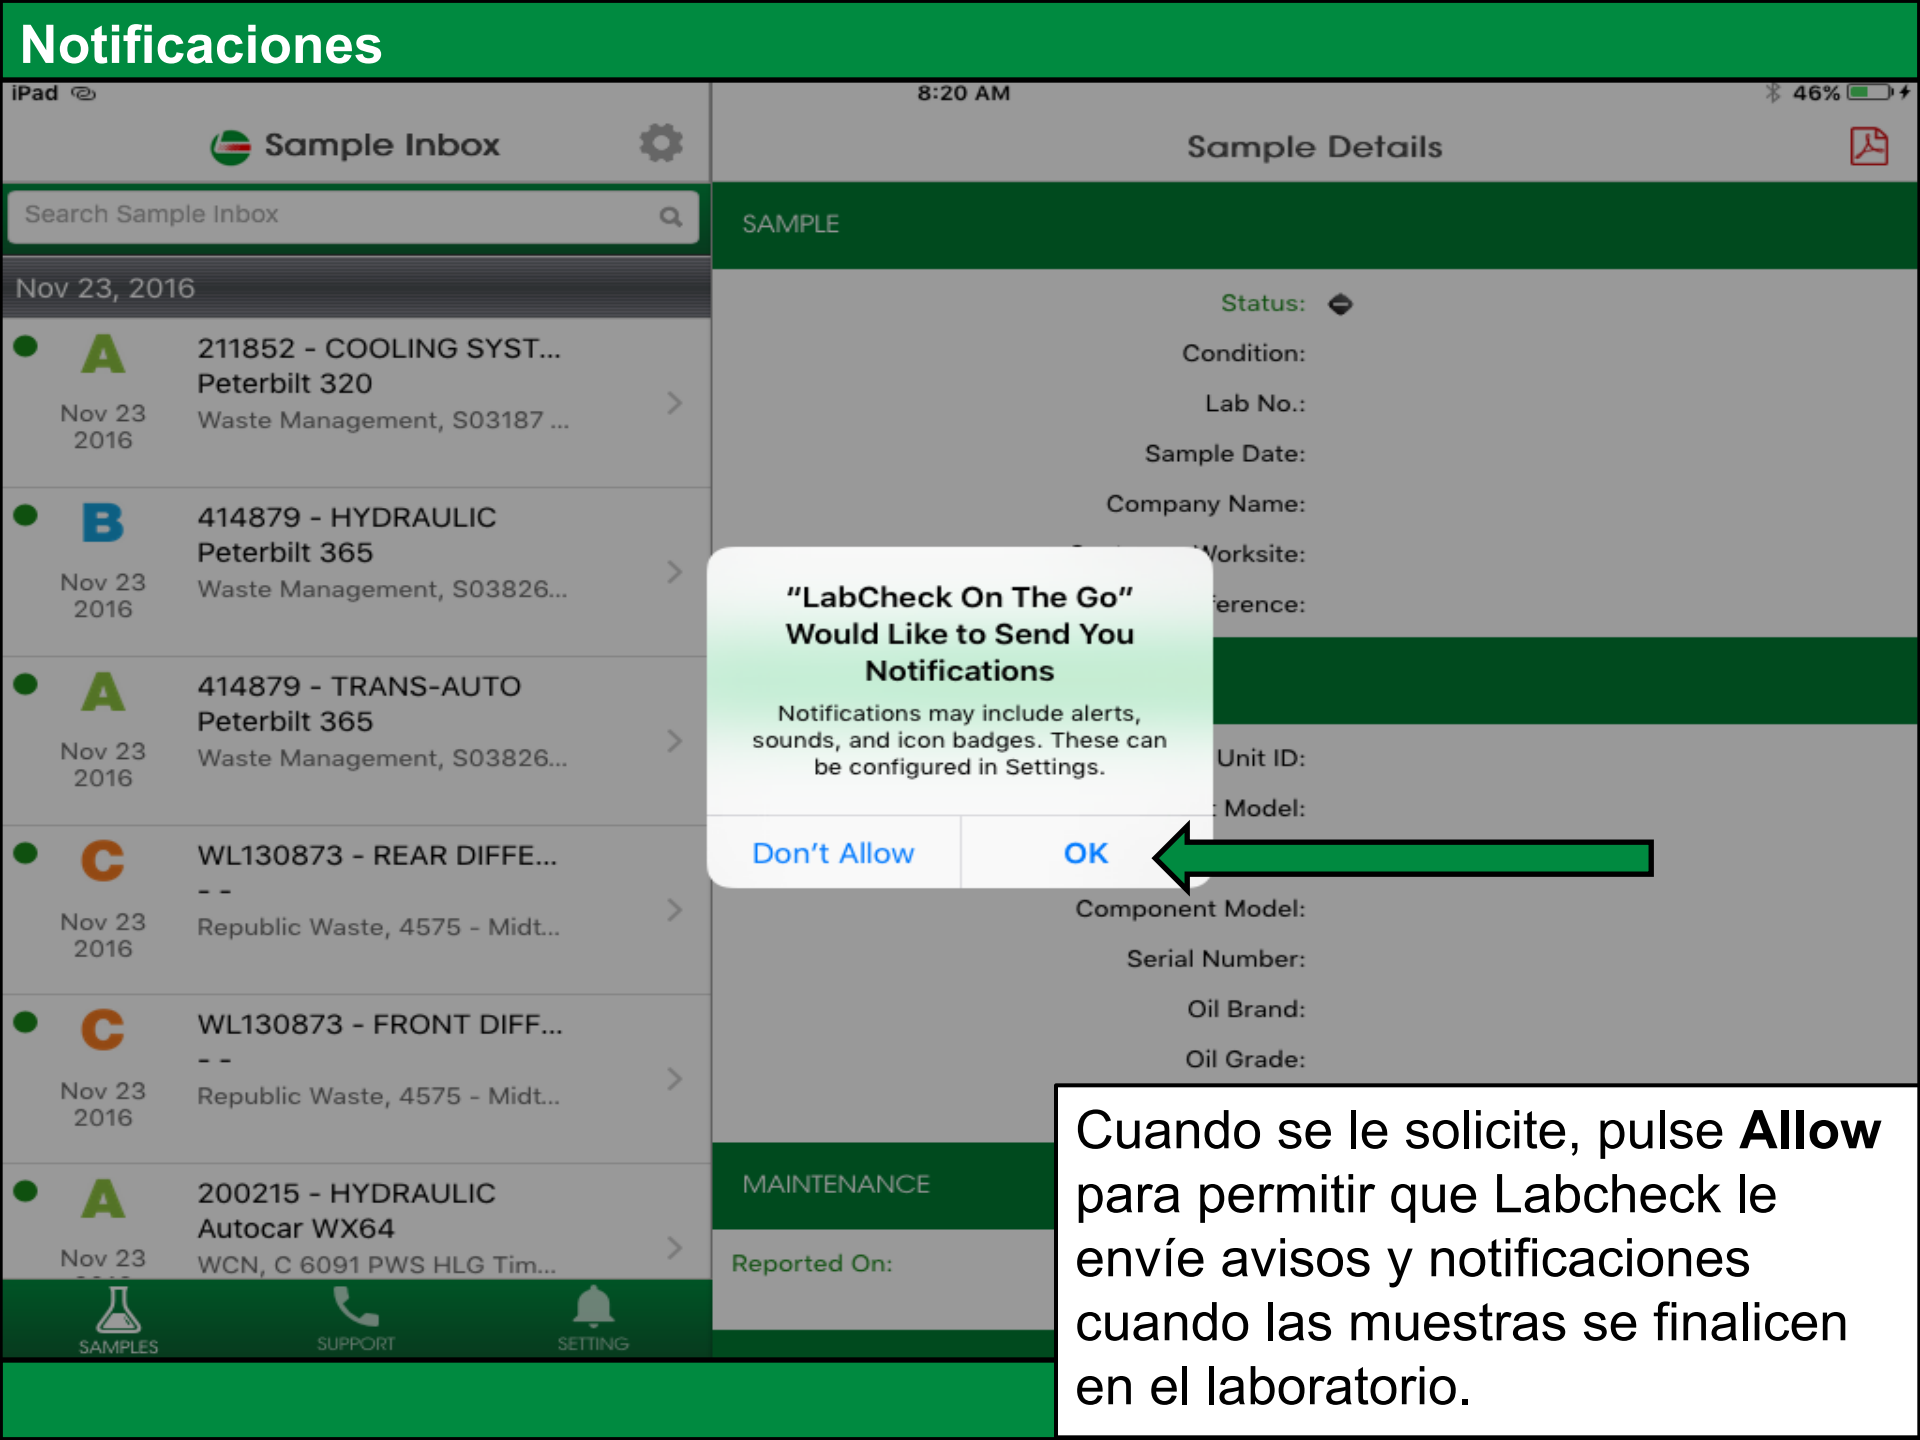 Notificaciones
iPad
8:20 AM
46%
Sample Inbox
Search Sample Inbox
Nov 23, 2016
A
211852 - COOLING SYST...
Peterbilt 320
Nov 23
2016
Waste Management, S03187 ...
B
414879 - HYDRAULIC
Peterbilt 365
Nov 23
2016
Waste Management, S03826...
A
414879 - TRANS-AUTO
Peterbilt 365
Nov 23
2016
Waste Management, S03826...
C
WL130873 - REAR DIFFE...
- -
Nov 23
2016
Republic Waste, 4575 - Midt...
C
WL130873 - FRONT DIFF...
- -
Nov 23
2016
Republic Waste, 4575 - Midt...
A
200215 - HYDRAULIC
Autocar WX64
Nov 23
WCN, C 6091 PWS HLG Tim...
SAMPLES
SUPPORT
SETTING
Sample Details
SAMPLE
Status:
Condition:
Lab No.:
Sample Date:
Company Name:
Worksite:
Unit ID:
Model:
Component Model:
Serial Number:
Oil Brand:
Oil Grade:
MAINTENANCE
Reported On:
"LabCheck On The Go"
Would Like to Send You
Notifications
Notifications may include alerts,
sounds, and icon badges. These can
be configured in Settings.
Don't Allow
OK
Cuando se le solicite, pulse Allow
para permitir que Labcheck le
envíe avisos y notificaciones
cuando las muestras se finalicen
en el laboratorio.